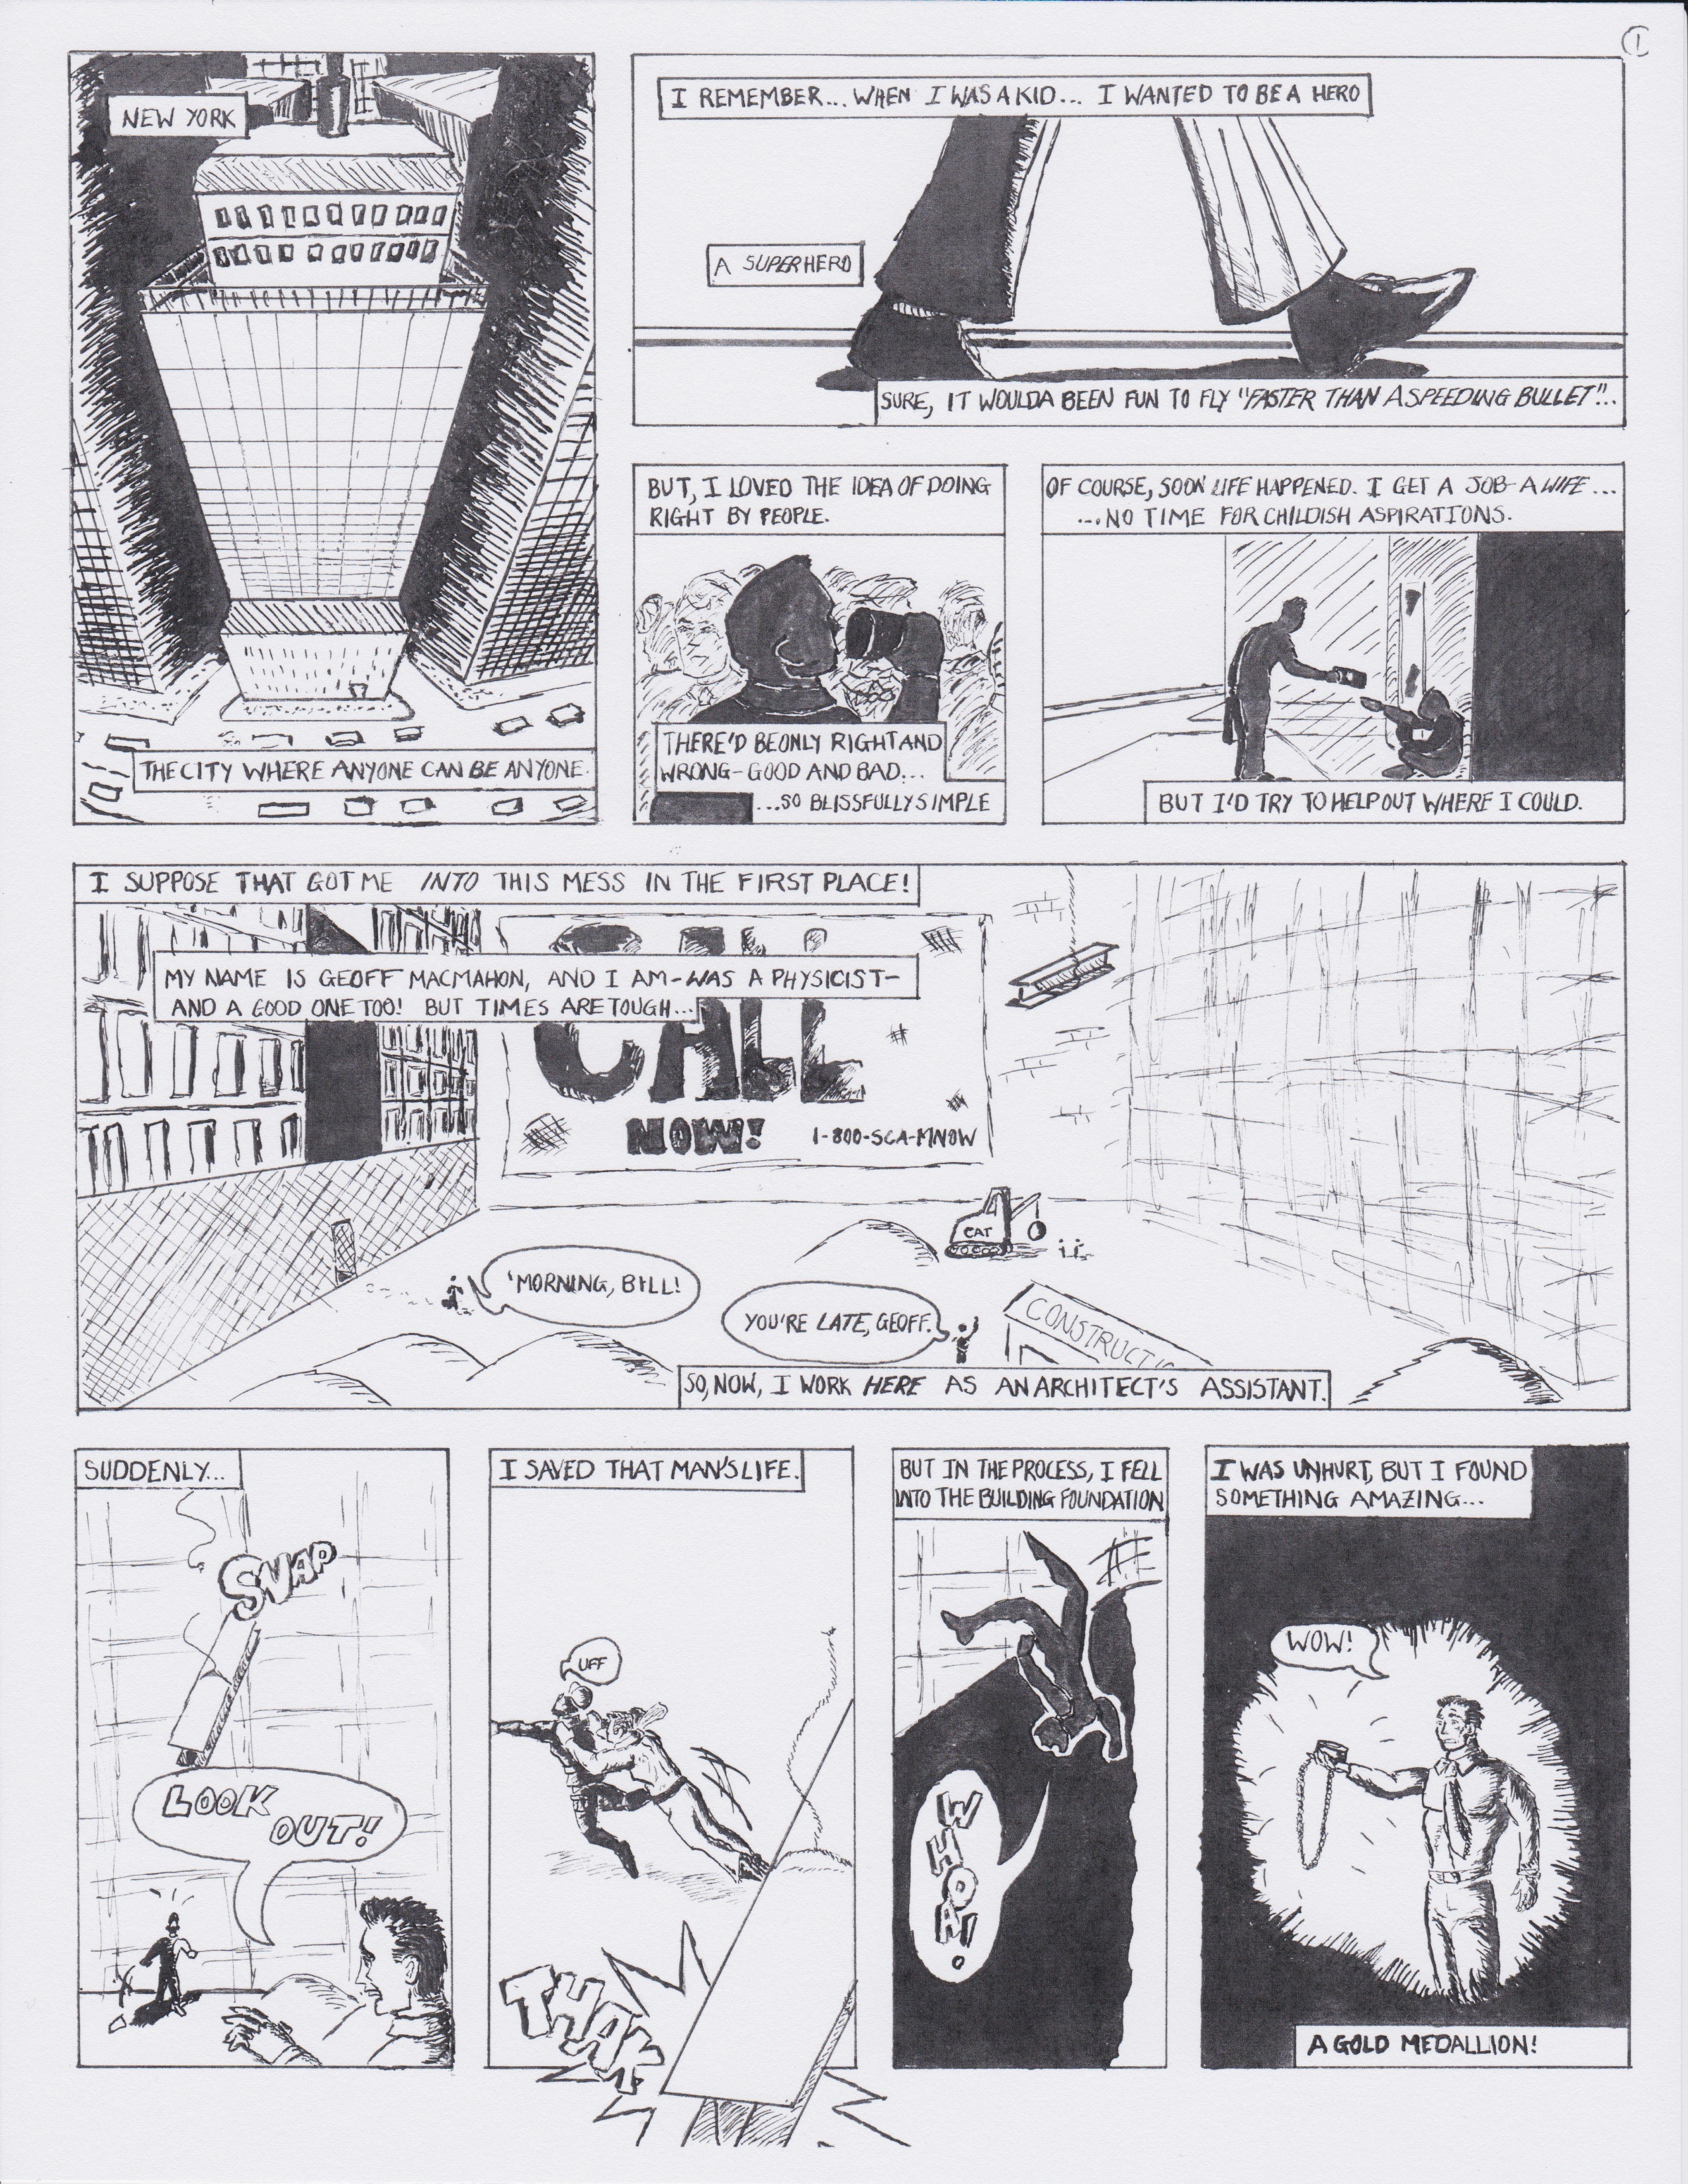 1
NEW YORK
THE CITY WHERE ANYONE CAN BE ANYONE.
I REMEMBER... WHEN I WAS A KID... I WANTED TO BE A HERO
A SUPERHERO
SURE, IT WOULDA BEEN FUN TO FLY "FASTER THAN A SPEEDING BULLET"...
BUT, I LOVED THE IDEA OF DOING
RIGHT BY PEOPLE.
THERE'D BE ONLY RIGHT AND
WRONG-GOOD AND BAD...
...SO BLISSFULLY SIMPLE
OF COURSE, SOON LIFE HAPPENED. I GET A JOB-A WIFE...
...NO TIME FOR CHILDISH ASPIRATIONS.
BUT I'D TRY TO HELP OUT WHERE I COULD.
I SUPPOSE THAT GOT ME INTO THIS MESS IN THE FIRST PLACE!
MY NAME IS GEOFF MACMAHON, AND I AM-WAS A PHYSICIST-
AND A GOOD ONE TOO! BUT TIMES ARE TOUGH...
CALL
CALL
NOW! 1-800-SCA-MNOW
CAT
'MORNING, BILL!
YOU'RE LATE, GEOFF.
CONSTRUCTIO
SO, NOW, I WORK HERE AS AN ARCHITECT'S ASSISTANT.
SUDDENLY...
SNAP
LOOK
OUT!
I SAVED THAT MAN'S LIFE.
UFF
THAK
BUT IN THE PROCESS, I FELL
INTO THE BUILDING FOUNDATION
WHOA!
I WAS UNHURT, BUT I FOUND
SOMETHING AMAZING...
WOW!
A GOLD MEDALLION!